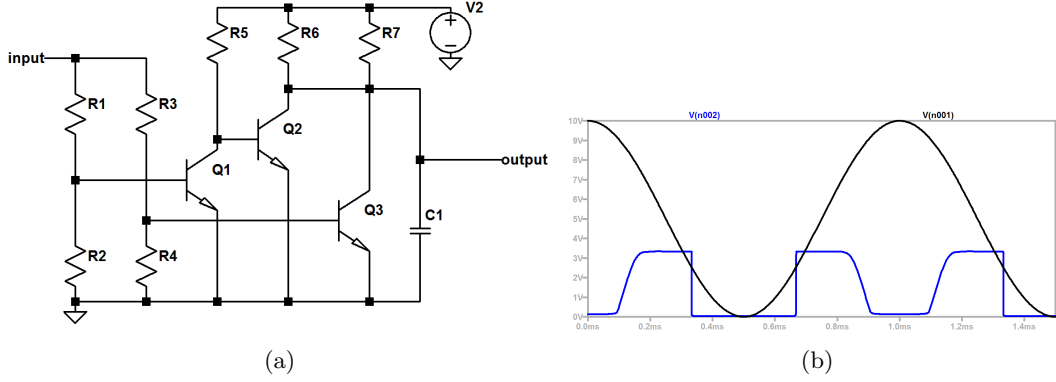 V2
R5 R6 R7
input
R1 R3
Q2
output
Q1
Q3
C1
R2 R4
(a)
V(n002) V(n001)
10V
9V
8V
7V
6V
5V
4V
3V
2V
1V
0V
0.0ms 0.2ms 0.4ms 0.6ms 0.8ms 1.0ms 1.2ms 1.4ms
(b)